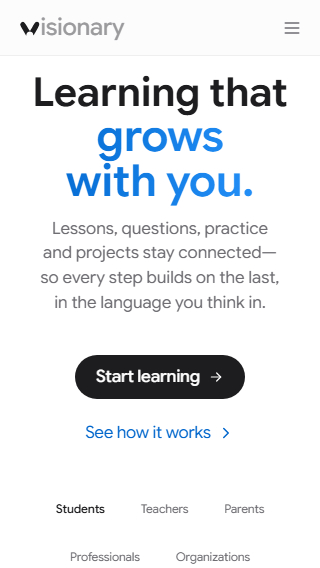 wisionary
Learning that
grows
with you.
Lessons, questions, practice
and projects stay connected—
so every step builds on the last,
in the language you think in.
Start learning →
See how it works >
Students Teachers Parents
Professionals Organizations